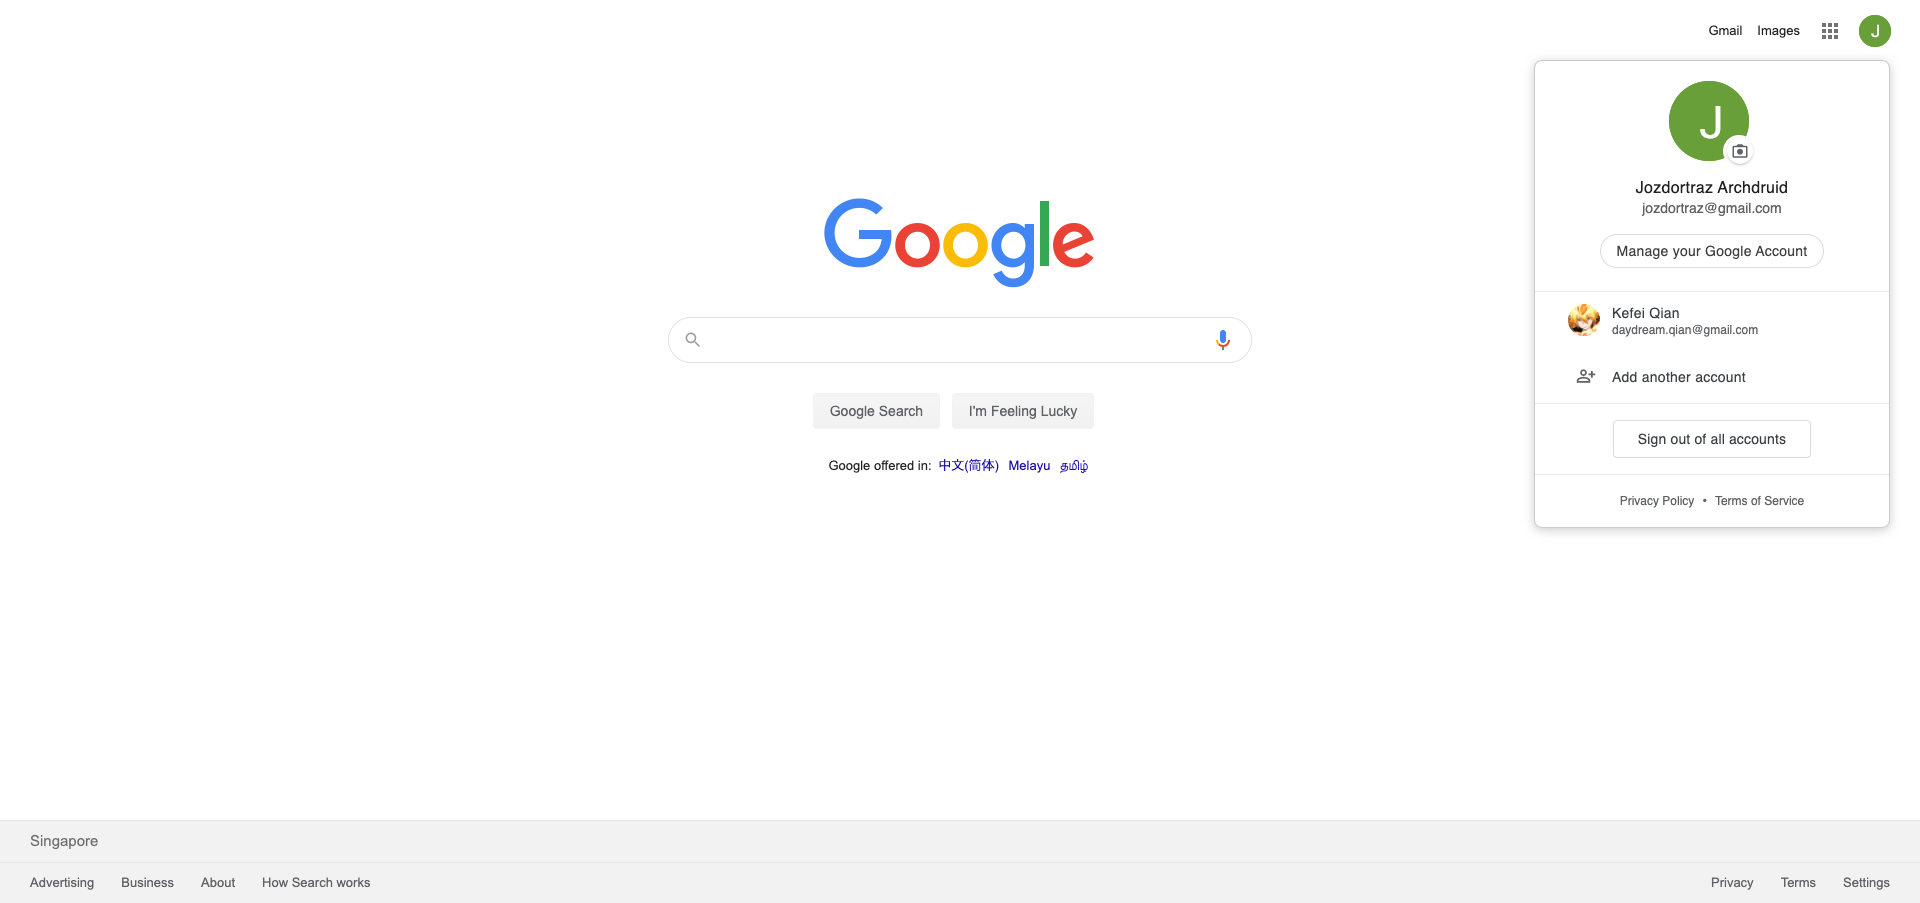 Gmail Images J
J
Jozdortraz Archdruid
jozdortraz@gmail.com
Manage your Google Account
Kefei Qian
daydream.qian@gmail.com
Add another account
Sign out of all accounts
Privacy Policy • Terms of Service
Google
Google Search I'm Feeling Lucky
Google offered in: 中文(简体) Melayu தமிழ்
Singapore
Advertising Business About How Search works Privacy Terms Settings